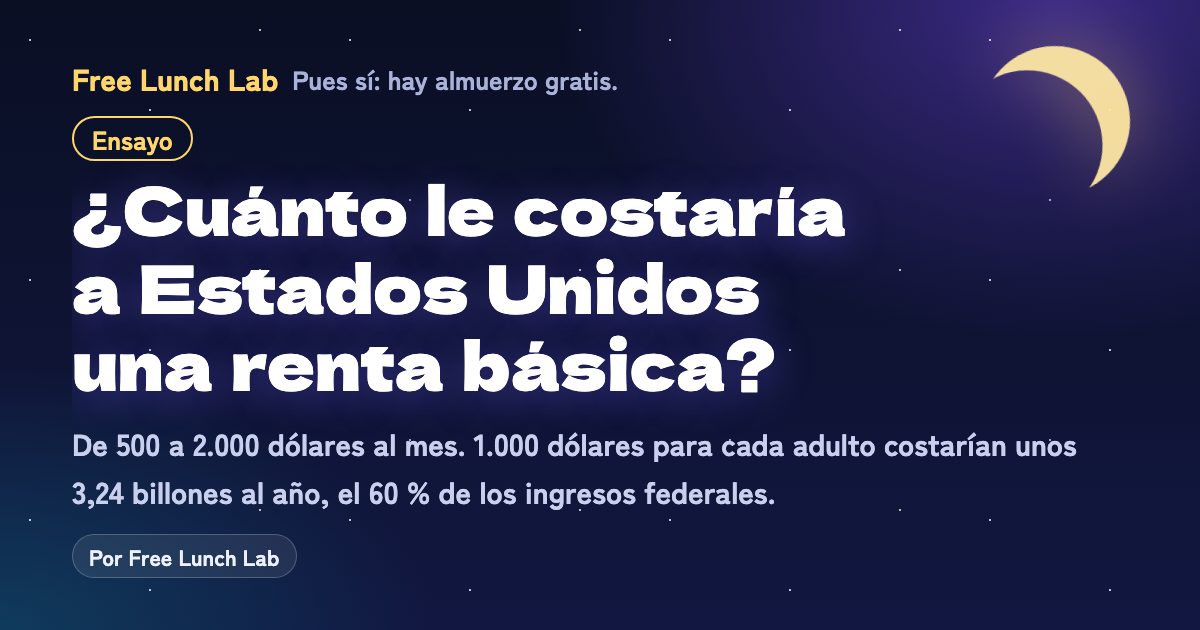 Free Lunch Lab Pues sí: hay almuerzo gratis.
Ensayo
¿Cuánto le costaría
a Estados Unidos
una renta básica?
De 500 a 2.000 dólares al mes. 1.000 dólares para cada adulto costarían unos
3,24 billones al año, el 60 % de los ingresos federales.
Por Free Lunch Lab